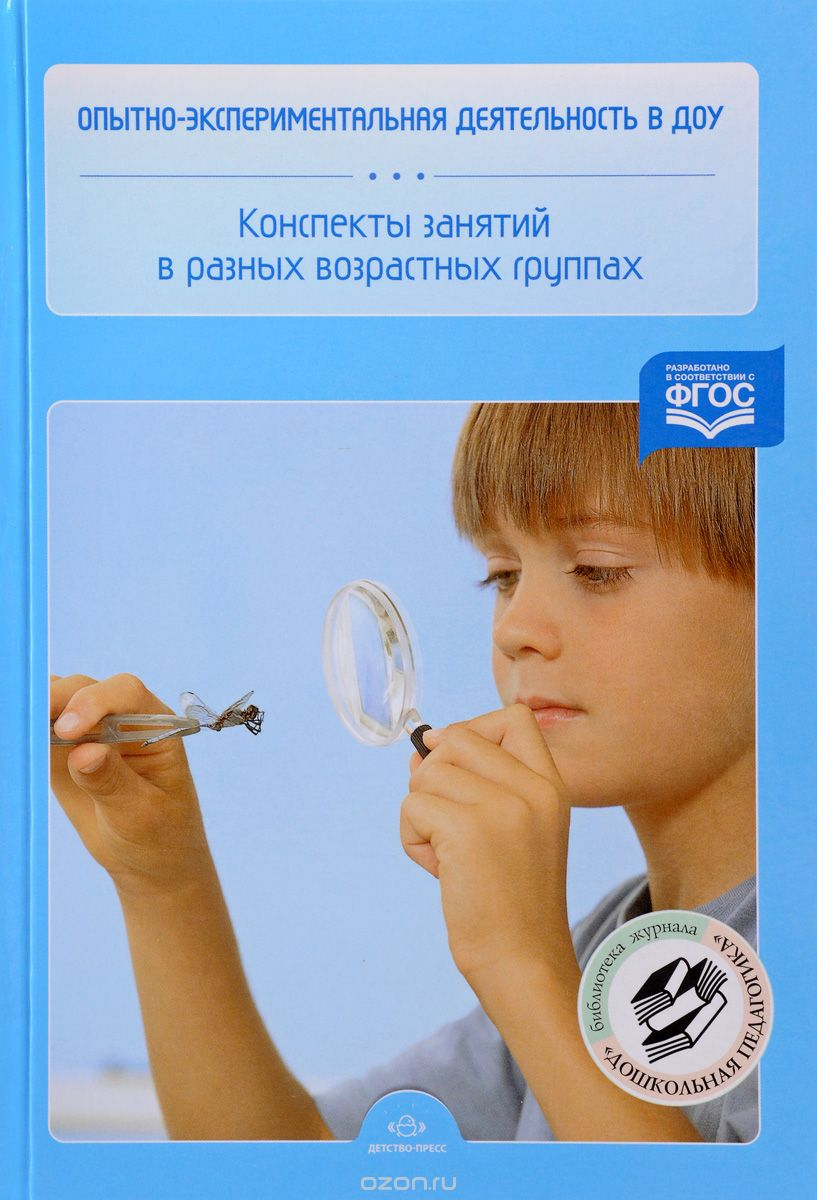 ОПЫТНО-ЭКСПЕРИМЕНТАЛЬНАЯ ДЕЯТЕЛЬНОСТЬ В ДОУ
Конспекты занятий
в разных возрастных группах
РАЗРАБОТАНО
В СООТВЕТСТВИИ С
ФГОС
библиотека журнала
«ДОШКОЛЬНАЯ ПЕДАГОГИКА»
ДЕТСТВО-ПРЕСС
ozon.ru